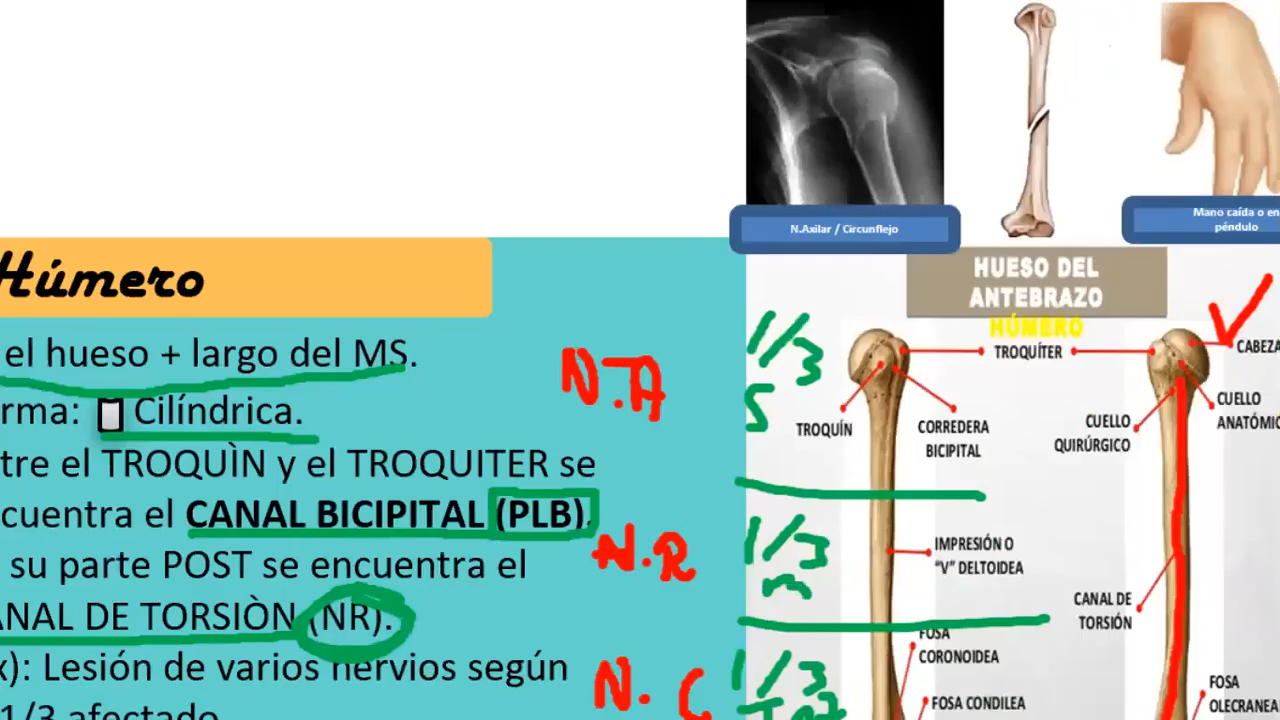 N.Axilar / Circunflejo
Mano caída o en
péndulo
Húmero
el hueso + largo del MS.
rma: Cilíndrica.
tre el TROQUÌN y el TROQUITER se
cuentra el CANAL BICIPITAL (PLB).
su parte POST se encuentra el
ANAL DE TORSIÒN (NR).
x): Lesión de varios nervios según
1/3 afectado
N.A
N.R
N. C
1/3
S
1/3
m
1/3
HUESO DEL
ANTEBRAZO
HÚMERO
TROQUÍTER
CABEZA
TROQUÍN
CORREDERA
BICIPITAL
CUELLO
QUIRÚRGICO
CUELLO
ANATÓMIC
IMPRESIÓN O
“V” DELTOIDEA
CANAL DE
TORSIÓN
FOSA
CORONOIDEA
FOSA CONDILEA
FOSA
OLECRANEA